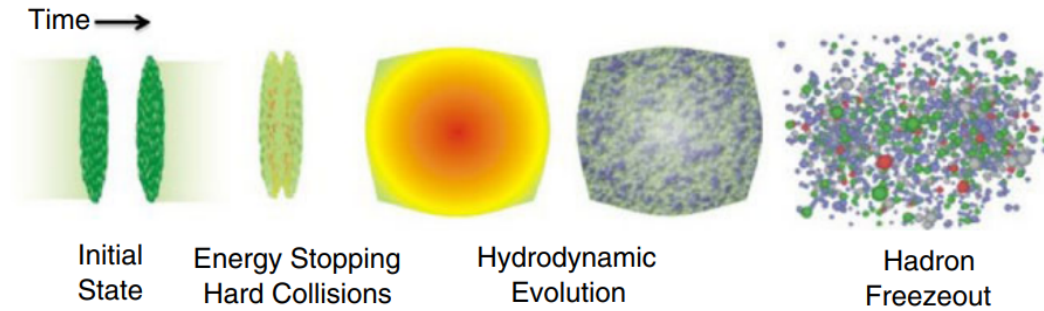 Time
Initial
State
Energy Stopping
Hard Collisions
Hydrodynamic
Evolution
Hadron
Freezeout